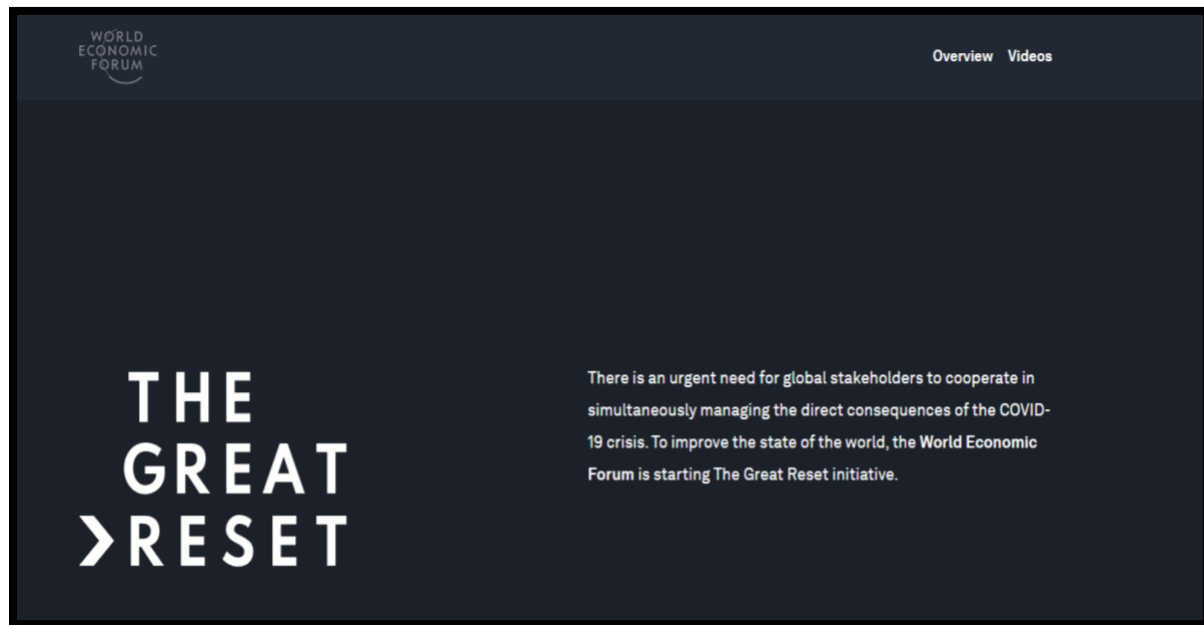 WORLD
ECONOMIC
FORUM
Overview Videos
THE
GREAT
RESET
There is an urgent need for global stakeholders to cooperate in
simultaneously managing the direct consequences of the COVID-
19 crisis. To improve the state of the world, the World Economic
Forum is starting The Great Reset initiative.